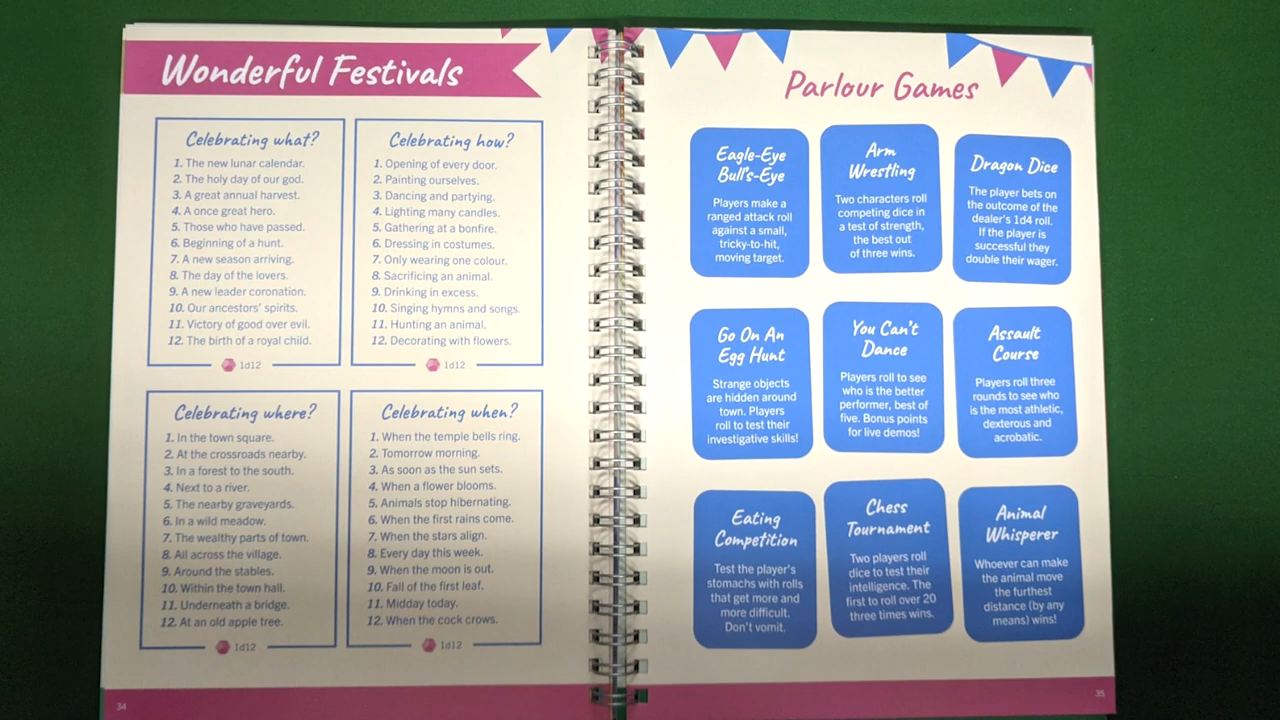 Wonderful Festivals
Celebrating what?
1. The new lunar calendar.
2. The holy day of our god.
3. A great annual harvest.
4. A once great hero.
5. Those who have passed.
6. Beginning of a hunt.
7. A new season arriving.
8. The day of the lovers.
9. A new leader coronation.
10. Our ancestors' spirits.
11. Victory of good over evil.
12. The birth of a royal child.
1d12
Celebrating how?
1. Opening of every door.
2. Painting ourselves.
3. Dancing and partying.
4. Lighting many candles.
5. Gathering at a bonfire.
6. Dressing in costumes.
7. Only wearing one colour.
8. Sacrificing an animal.
9. Drinking in excess.
10. Singing hymns and songs.
11. Hunting an animal.
12. Decorating with flowers.
1d12
Celebrating where?
1. In the town square.
2. At the crossroads nearby.
3. In a forest to the south.
4. Next to a river.
5. The nearby graveyards.
6. In a wild meadow.
7. The wealthy parts of town.
8. All across the village.
9. Around the stables.
10. Within the town hall.
11. Underneath a bridge.
12. At an old apple tree.
1d12
Celebrating when?
1. When the temple bells ring.
2. Tomorrow morning.
3. As soon as the sun sets.
4. When a flower blooms.
5. Animals stop hibernating.
6. When the first rains come.
7. When the stars align.
8. Every day this week.
9. When the moon is out.
10. Fall of the first leaf.
11. Midday today.
12. When the cock crows.
1d12
34
Parlour Games
Eagle-Eye
Bull's-Eye
Players make a
ranged attack roll
against a small,
tricky-to-hit,
moving target.
Arm
Wrestling
Two characters roll
competing dice in
a test of strength,
the best out
of three wins.
Dragon Dice
The player bets on
the outcome of the
dealer's 1d4 roll.
If the player is
successful they
double their wager.
Go On An
Egg Hunt
Strange objects
are hidden around
town. Players
roll to test their
investigative skills!
You Can't
Dance
Players roll to see
who is the better
performer, best of
five. Bonus points
for live demos!
Assault
Course
Players roll three
rounds to see who
is the most athletic,
dexterous and
acrobatic.
Eating
Competition
Test the player's
stomachs with rolls
that get more and
more difficult.
Don't vomit.
Chess
Tournament
Two players roll
dice to test their
intelligence. The
first to roll over 20
three times wins.
Animal
Whisperer
Whoever can make
the animal move
the furthest
distance (by any
means) wins!
35